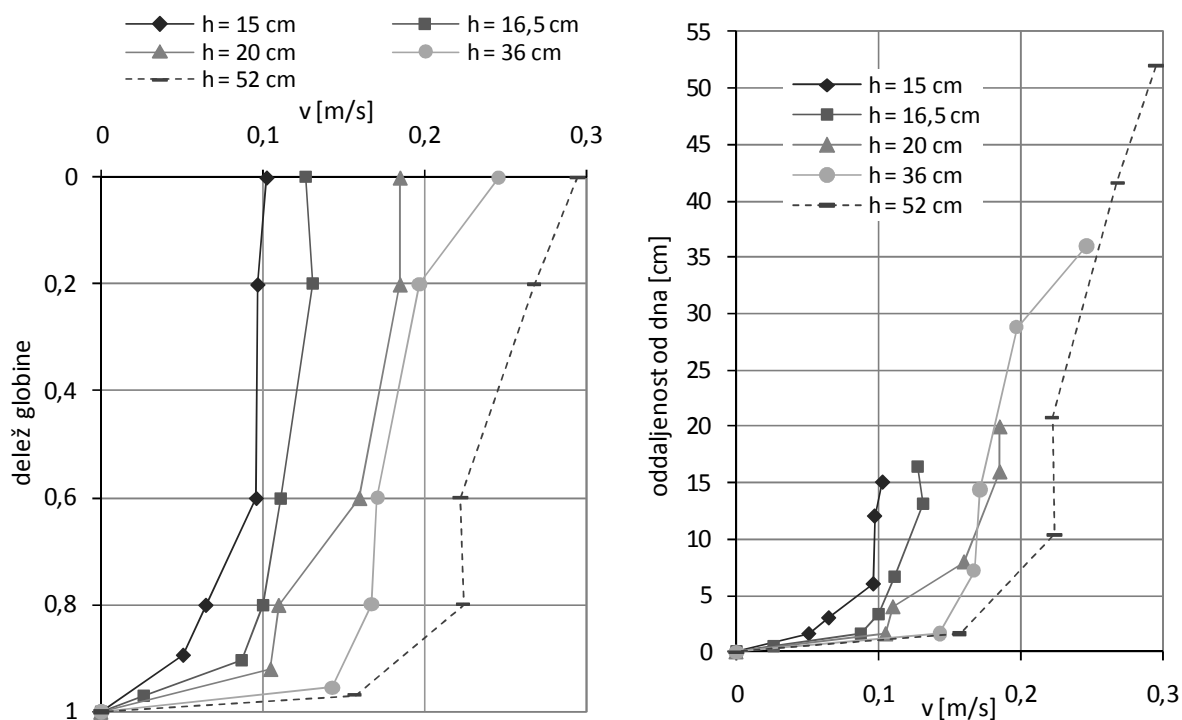 h = 15 cm h = 16,5 cm
h = 20 cm h = 36 cm
h = 52 cm
v [m/s]
0 0,1 0,2 0,3
0
0,2
0,4
0,6
0,8
1
delež globine
55
50
45
40
35
30
25
20
15
10
5
0
oddaljenost od dna [cm]
h = 15 cm
h = 16,5 cm
h = 20 cm
h = 36 cm
h = 52 cm
0 0,1 0,2 0,3
v [m/s]